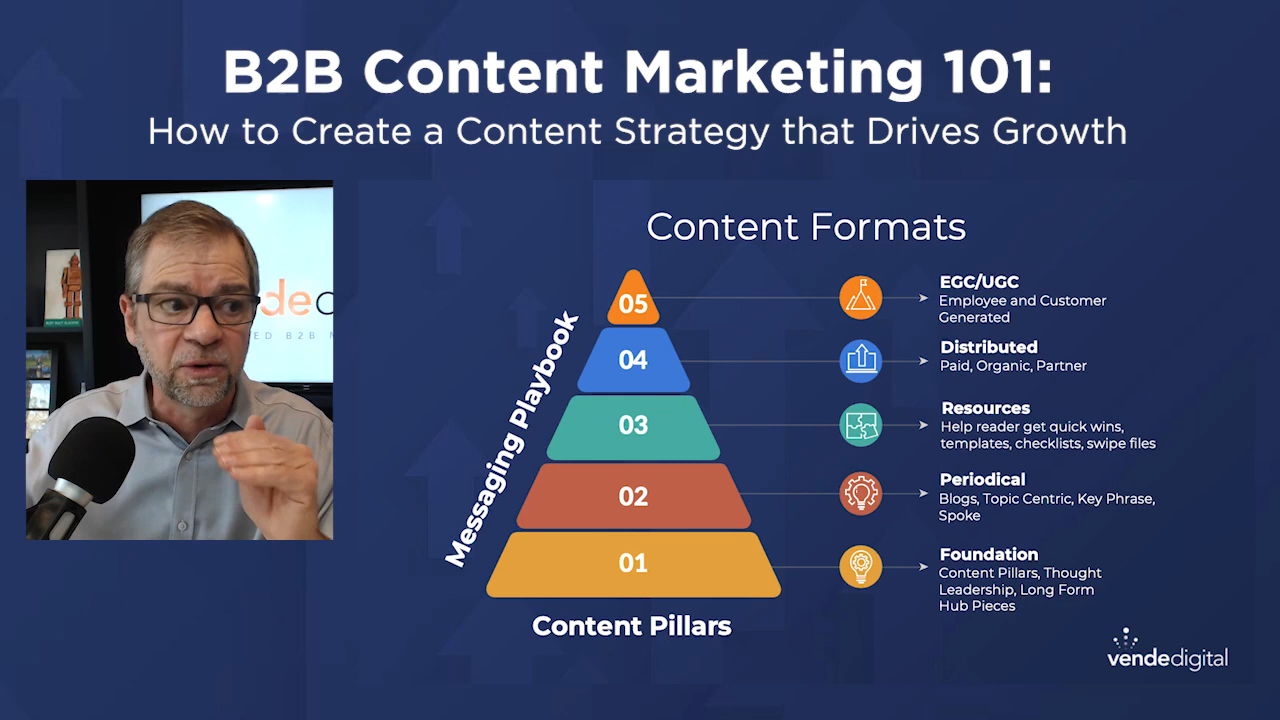 B2B Content Marketing 101:
How to Create a Content Strategy that Drives Growth
de
ED B2B
Content Formats
Messaging Playbook
05
EGC/UGC
Employee and Customer
Generated
04
Distributed
Paid, Organic, Partner
03
Resources
Help reader get quick wins,
templates, checklists, swipe files
02
Periodical
Blogs, Topic Centric, Key Phrase,
Spoke
01
Foundation
Content Pillars, Thought
Leadership, Long Form
Hub Pieces
Content Pillars
vendedigital